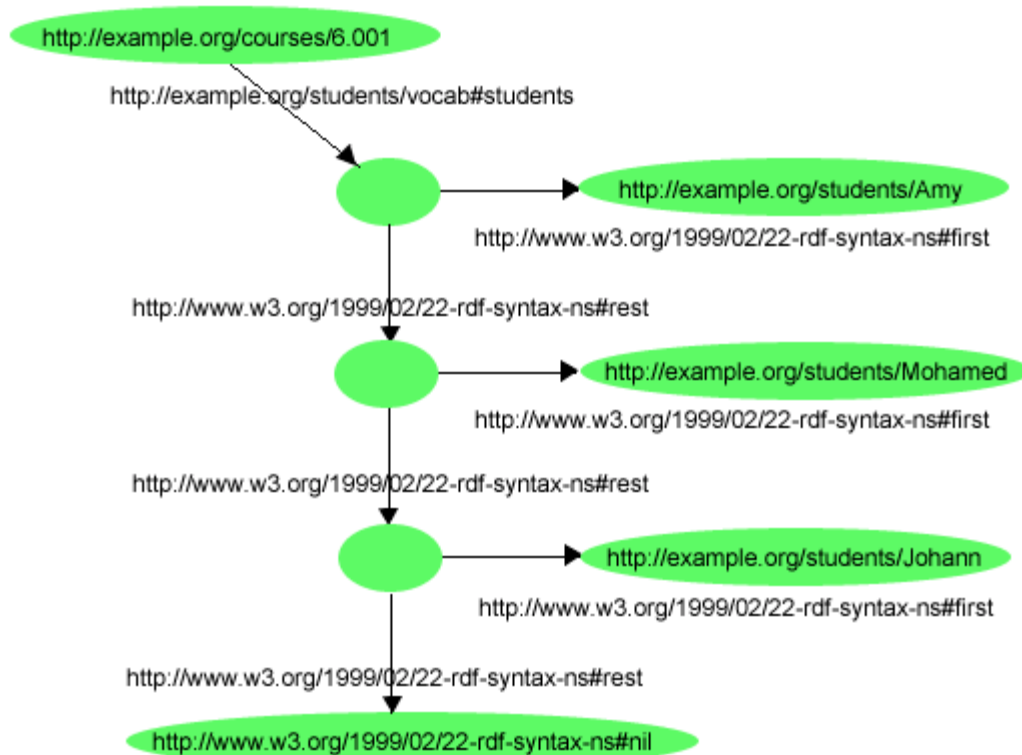 http://example.org/courses/6.001
http://example.org/students/vocab#students
http://example.org/students/Amy
http://www.w3.org/1999/02/22-rdf-syntax-ns#first
http://www.w3.org/1999/02/22-rdf-syntax-ns#rest
http://example.org/students/Mohamed
http://www.w3.org/1999/02/22-rdf-syntax-ns#first
http://www.w3.org/1999/02/22-rdf-syntax-ns#rest
http://example.org/students/Johann
http://www.w3.org/1999/02/22-rdf-syntax-ns#first
http://www.w3.org/1999/02/22-rdf-syntax-ns#rest
http://www.w3.org/1999/02/22-rdf-syntax-ns#nil